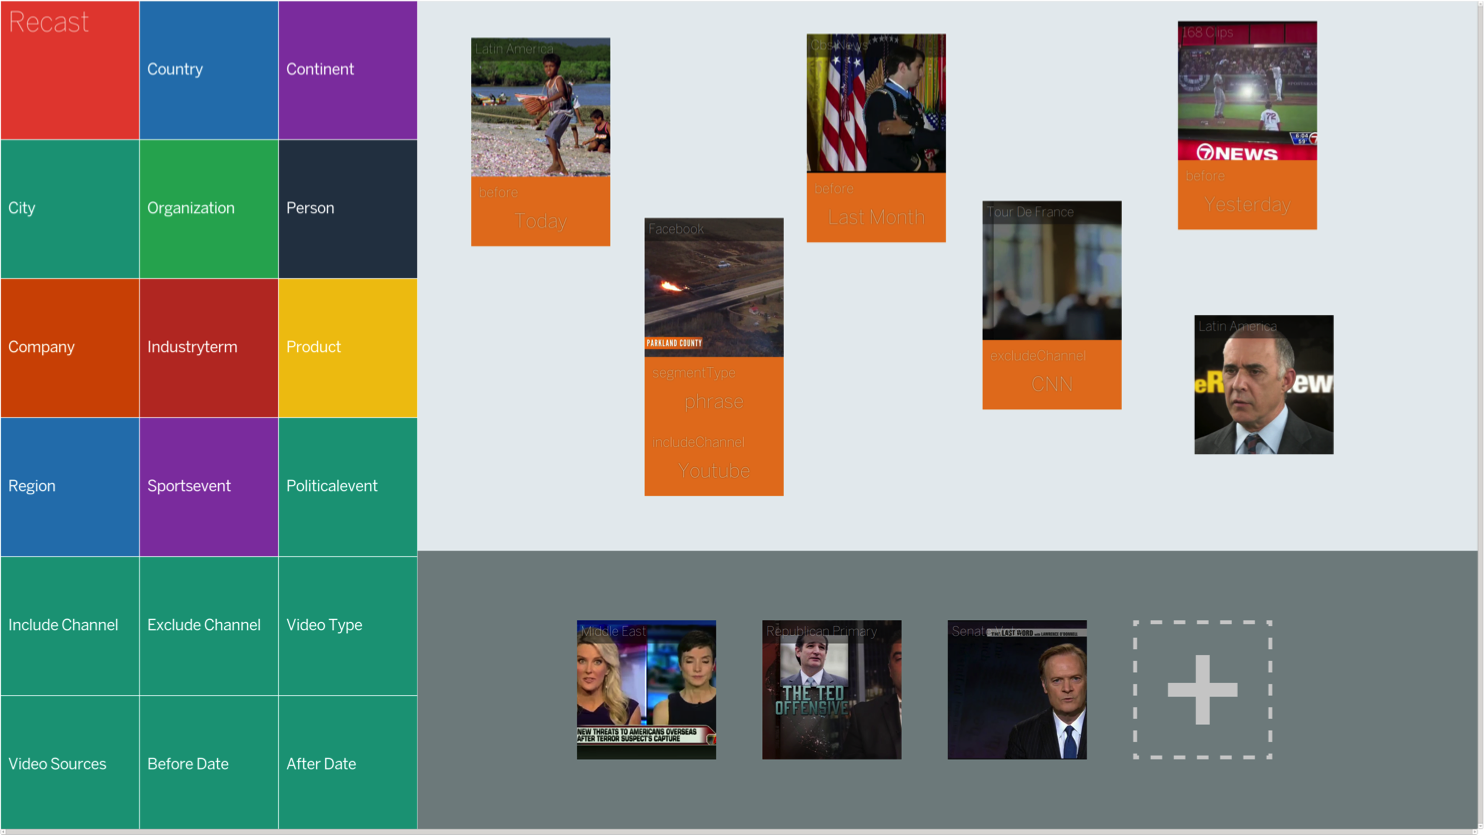 Recast
Country
Continent
City
Organization
Person
Company
Industryterm
Product
Region
Sportsevent
Politicalevent
Include Channel
Exclude Channel
Video Type
Video Sources
Before Date
After Date
Latin America
before
Today
Cbs News
before
Last Month
168 Clips
7NEWS
before
Yesterday
Facebook
PARKLAND COUNTY
segmentType
phrase
includeChannel
Youtube
Tour De France
excludeChannel
CNN
Latin America
Middle East
NEW THREATS TO AMERICANS OVERSEAS
AFTER TERROR SUSPECT'S CAPTURE
Republican Primary
THE TED
OFFENSIVE
Senate
THE LAST WORD